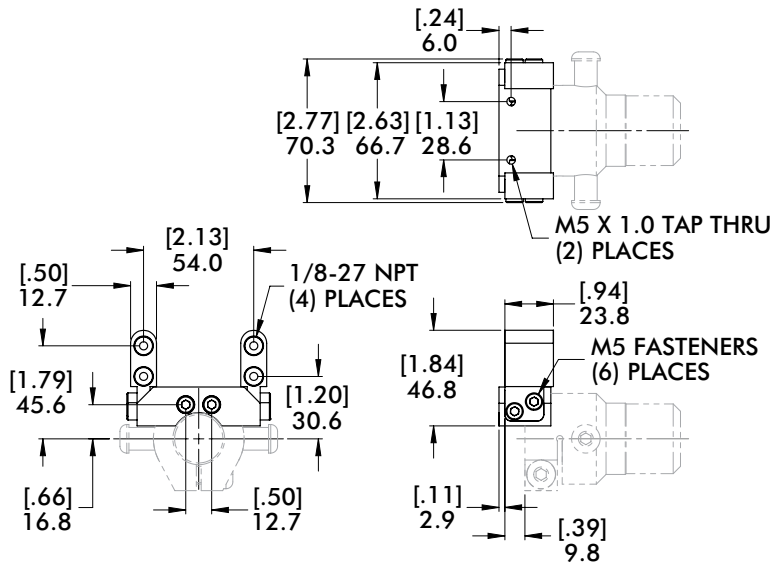 [.24]
6.0
[2.77] [2.63] [1.13]
70.3 66.7 28.6
M5 X 1.0 TAP THRU
(2) PLACES
[2.13]
54.0
[.50]
12.7
1/8-27 NPT
(4) PLACES
[.94]
23.8
[1.84]
46.8
M5 FASTENERS
(6) PLACES
[1.79]
45.6
[1.20]
30.6
[.66]
16.8
[.50]
12.7
[.11]
2.9
[.39]
9.8